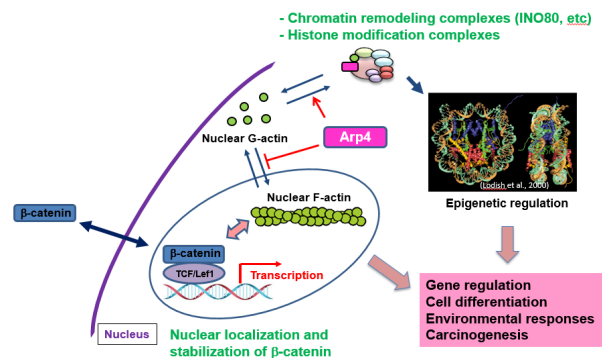 - Chromatin remodeling complexes (INO80, etc)
- Histone modification complexes
Nuclear G-actin
Arp4
(Lodish et al., 2000)
Epigenetic regulation
Nuclear F-actin
β-catenin
β-catenin
TCF/Lef1
Transcription
Gene regulation
Cell differentiation
Environmental responses
Carcinogenesis
Nucleus
Nuclear localization and
stabilization of β-catenin